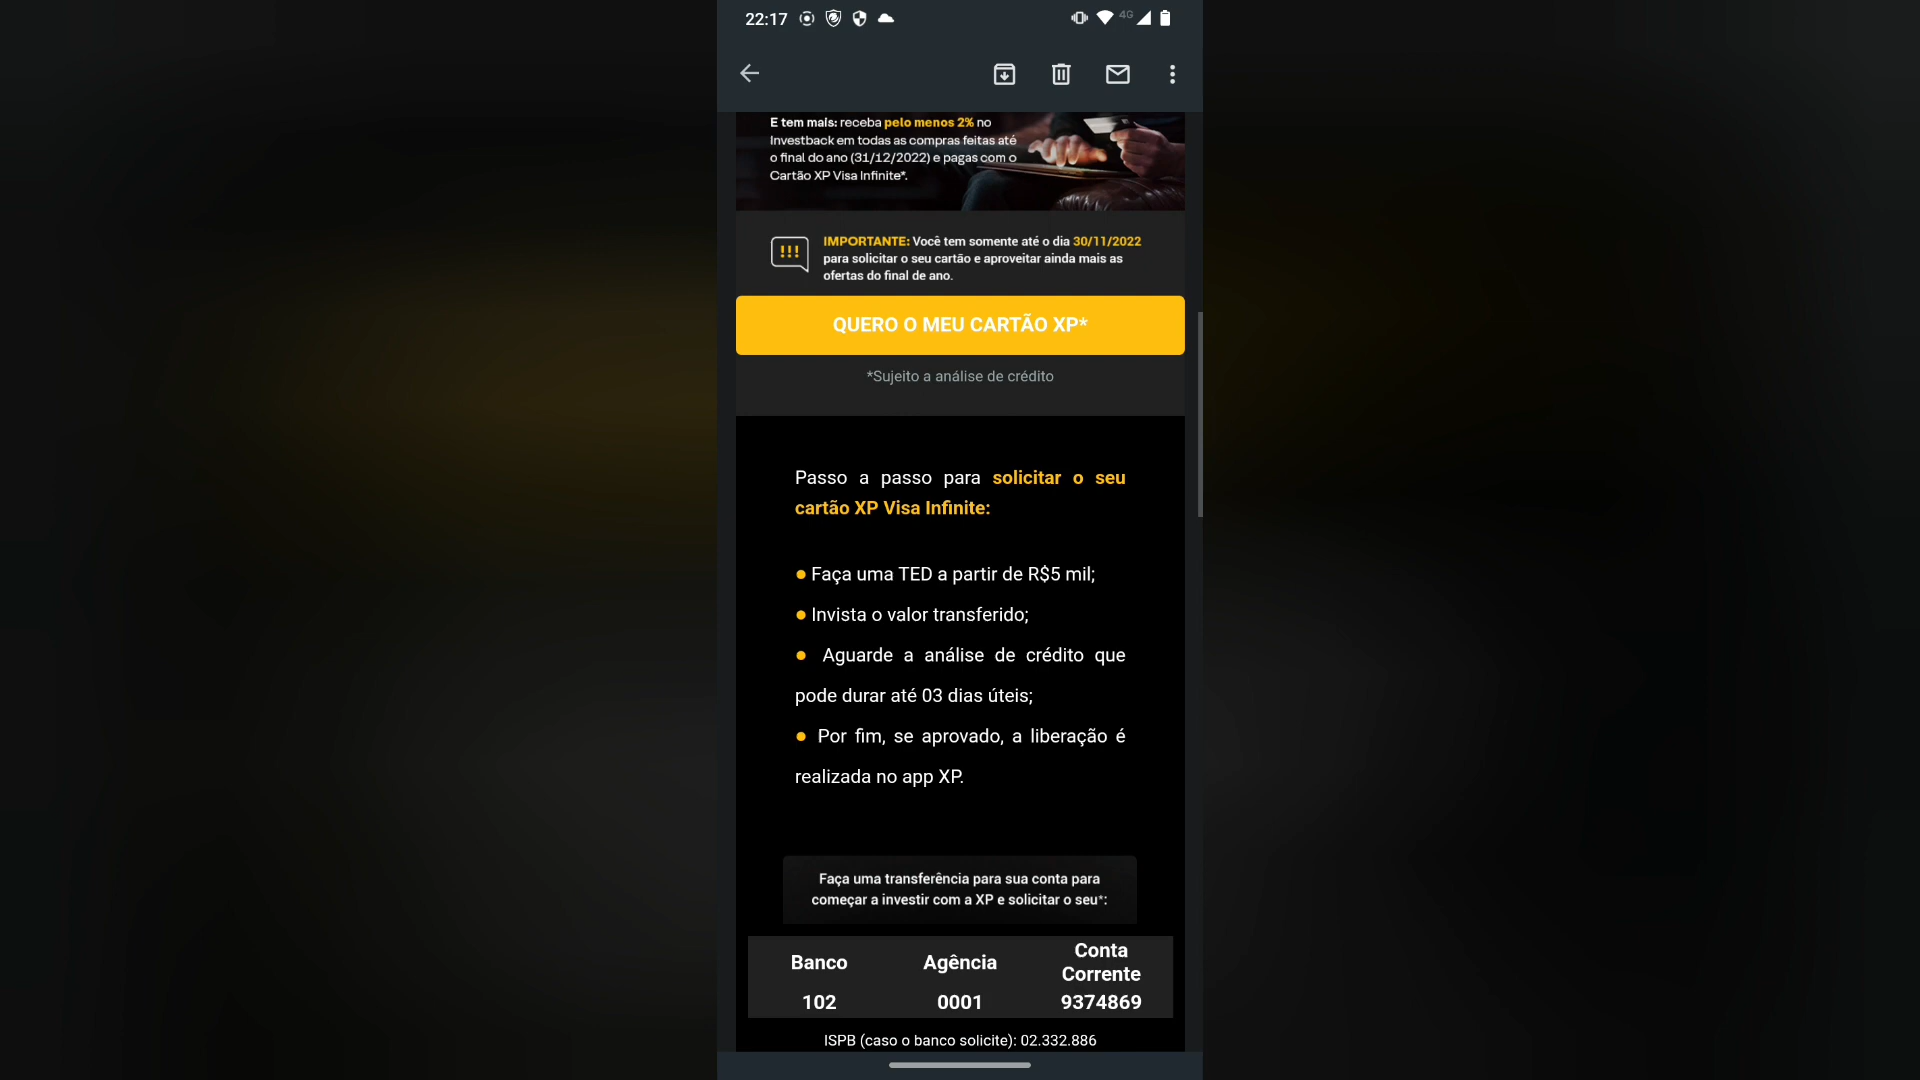 22:17
4G
E tem mais: receba pelo menos 2% no
Investback em todas as compras feitas até
o final do ano (31/12/2022) e pagas com o
Cartão XP Visa Infinite*.
!!!
IMPORTANTE: Você tem somente até o dia 30/11/2022
para solicitar o seu cartão e aproveitar ainda mais as
ofertas do final de ano.
QUERO O MEU CARTÃO XP*
*Sujeito a análise de crédito
Passo a passo para solicitar o seu
cartão XP Visa Infinite:
● Faça uma TED a partir de R$5 mil;
● Invista o valor transferido;
● Aguarde a análise de crédito que
pode durar até 03 dias úteis;
● Por fim, se aprovado, a liberação é
realizada no app XP.
Faça uma transferência para sua conta para
começar a investir com a XP e solicitar o seu*:
Banco Agência Conta
Corrente
102 0001 9374869
ISPB (caso o banco solicite): 02.332.886